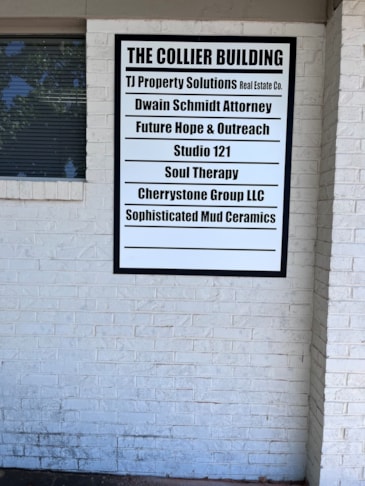 THE COLLIER BUILDING
TJ Property Solutions Real Estate Co.
Dwain Schmidt Attorney
Future Hope & Outreach
Studio 121
Soul Therapy
Cherrystone Group LLC
Sophisticated Mud Ceramics